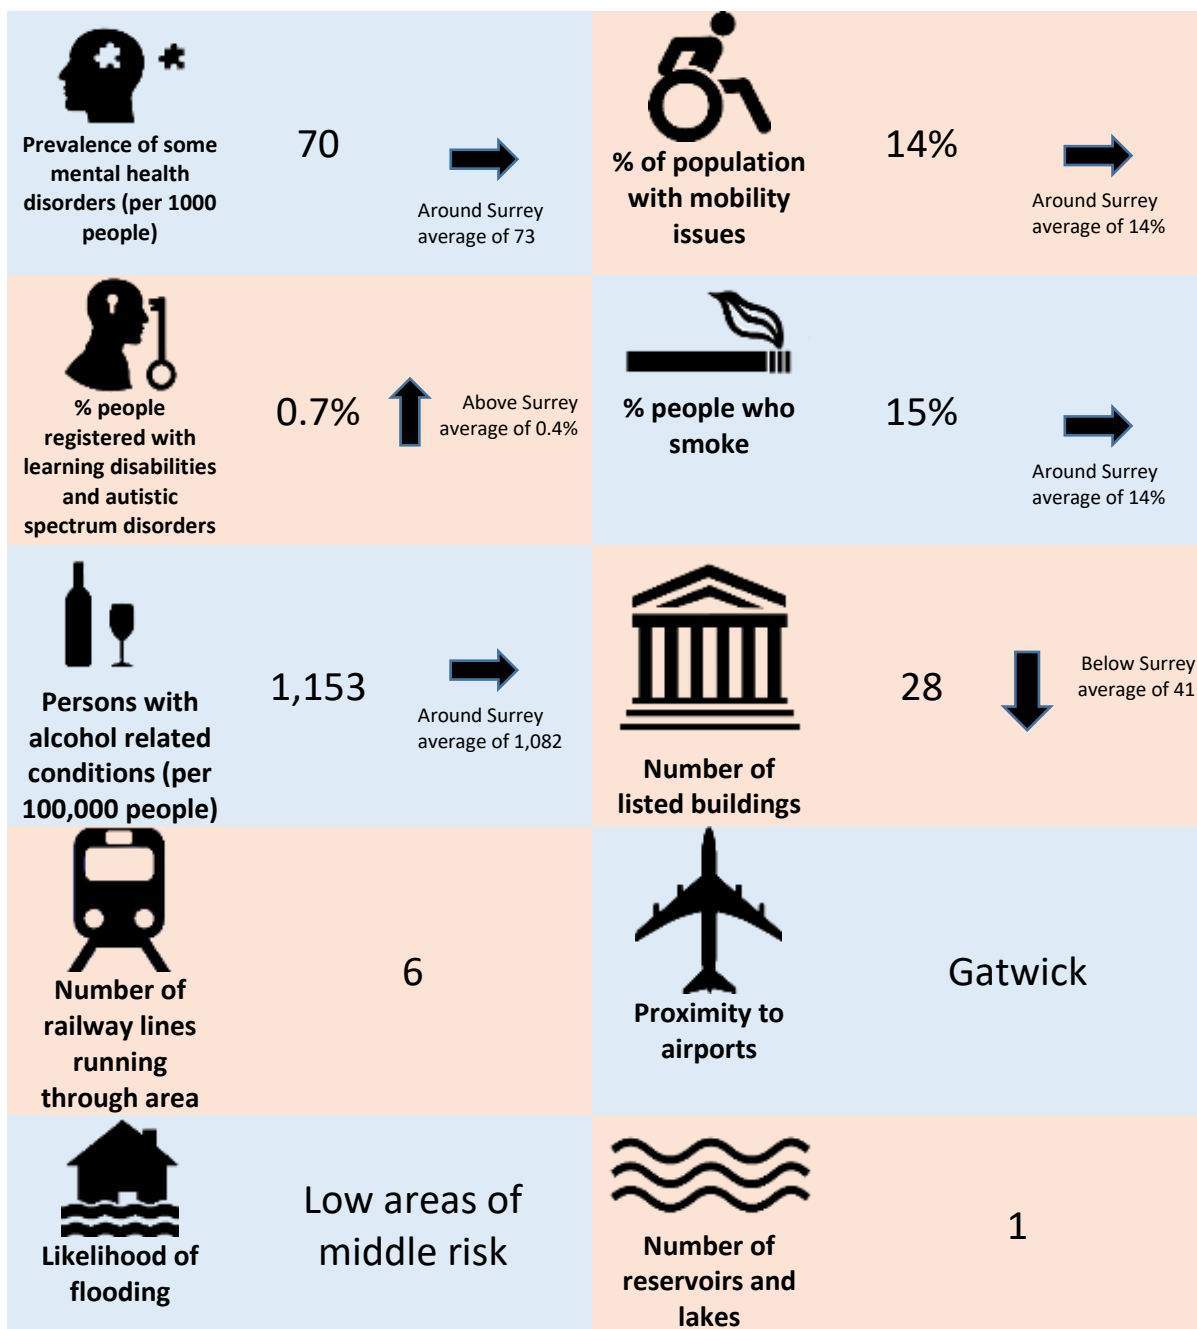 Prevalence of some
mental health
disorders (per 1000
people)
70
Around Surrey
average of 73
% of population
with mobility
issues
14%
Around Surrey
average of 14%
% people
registered with
learning disabilities
and autistic
spectrum disorders
0.7%
Above Surrey
average of 0.4%
% people who
smoke
15%
Around Surrey
average of 14%
Persons with
alcohol related
conditions (per
100,000 people)
1,153
Around Surrey
average of 1,082
Number of
listed buildings
28
Below Surrey
average of 41
Number of
railway lines
running
through area
6
Proximity to
airports
Gatwick
Likelihood of
flooding
Low areas of
middle risk
Number of
reservoirs and
lakes
1